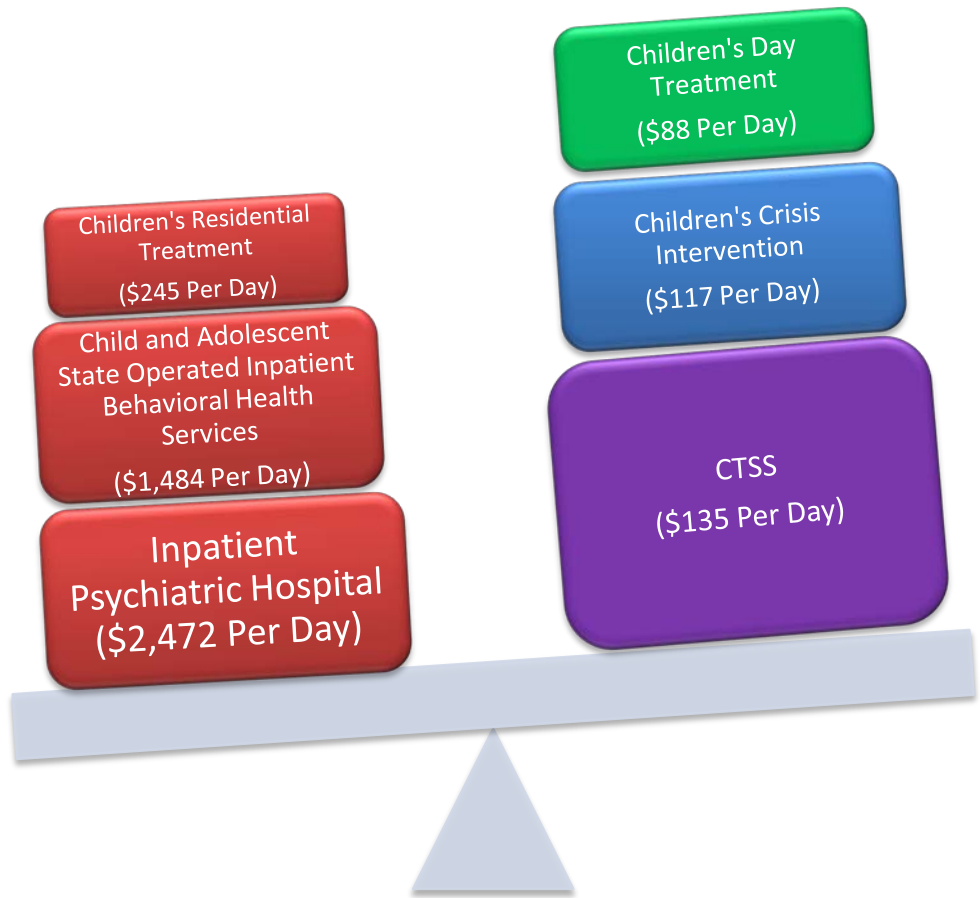 Children's Residential
Treatment
($245 Per Day)
Child and Adolescent
State Operated Inpatient
Behavioral Health
Services
($1,484 Per Day)
Inpatient
Psychiatric Hospital
($2,472 Per Day)
Children's Day
Treatment
($88 Per Day)
Children's Crisis
Intervention
($117 Per Day)
CTSS
($135 Per Day)